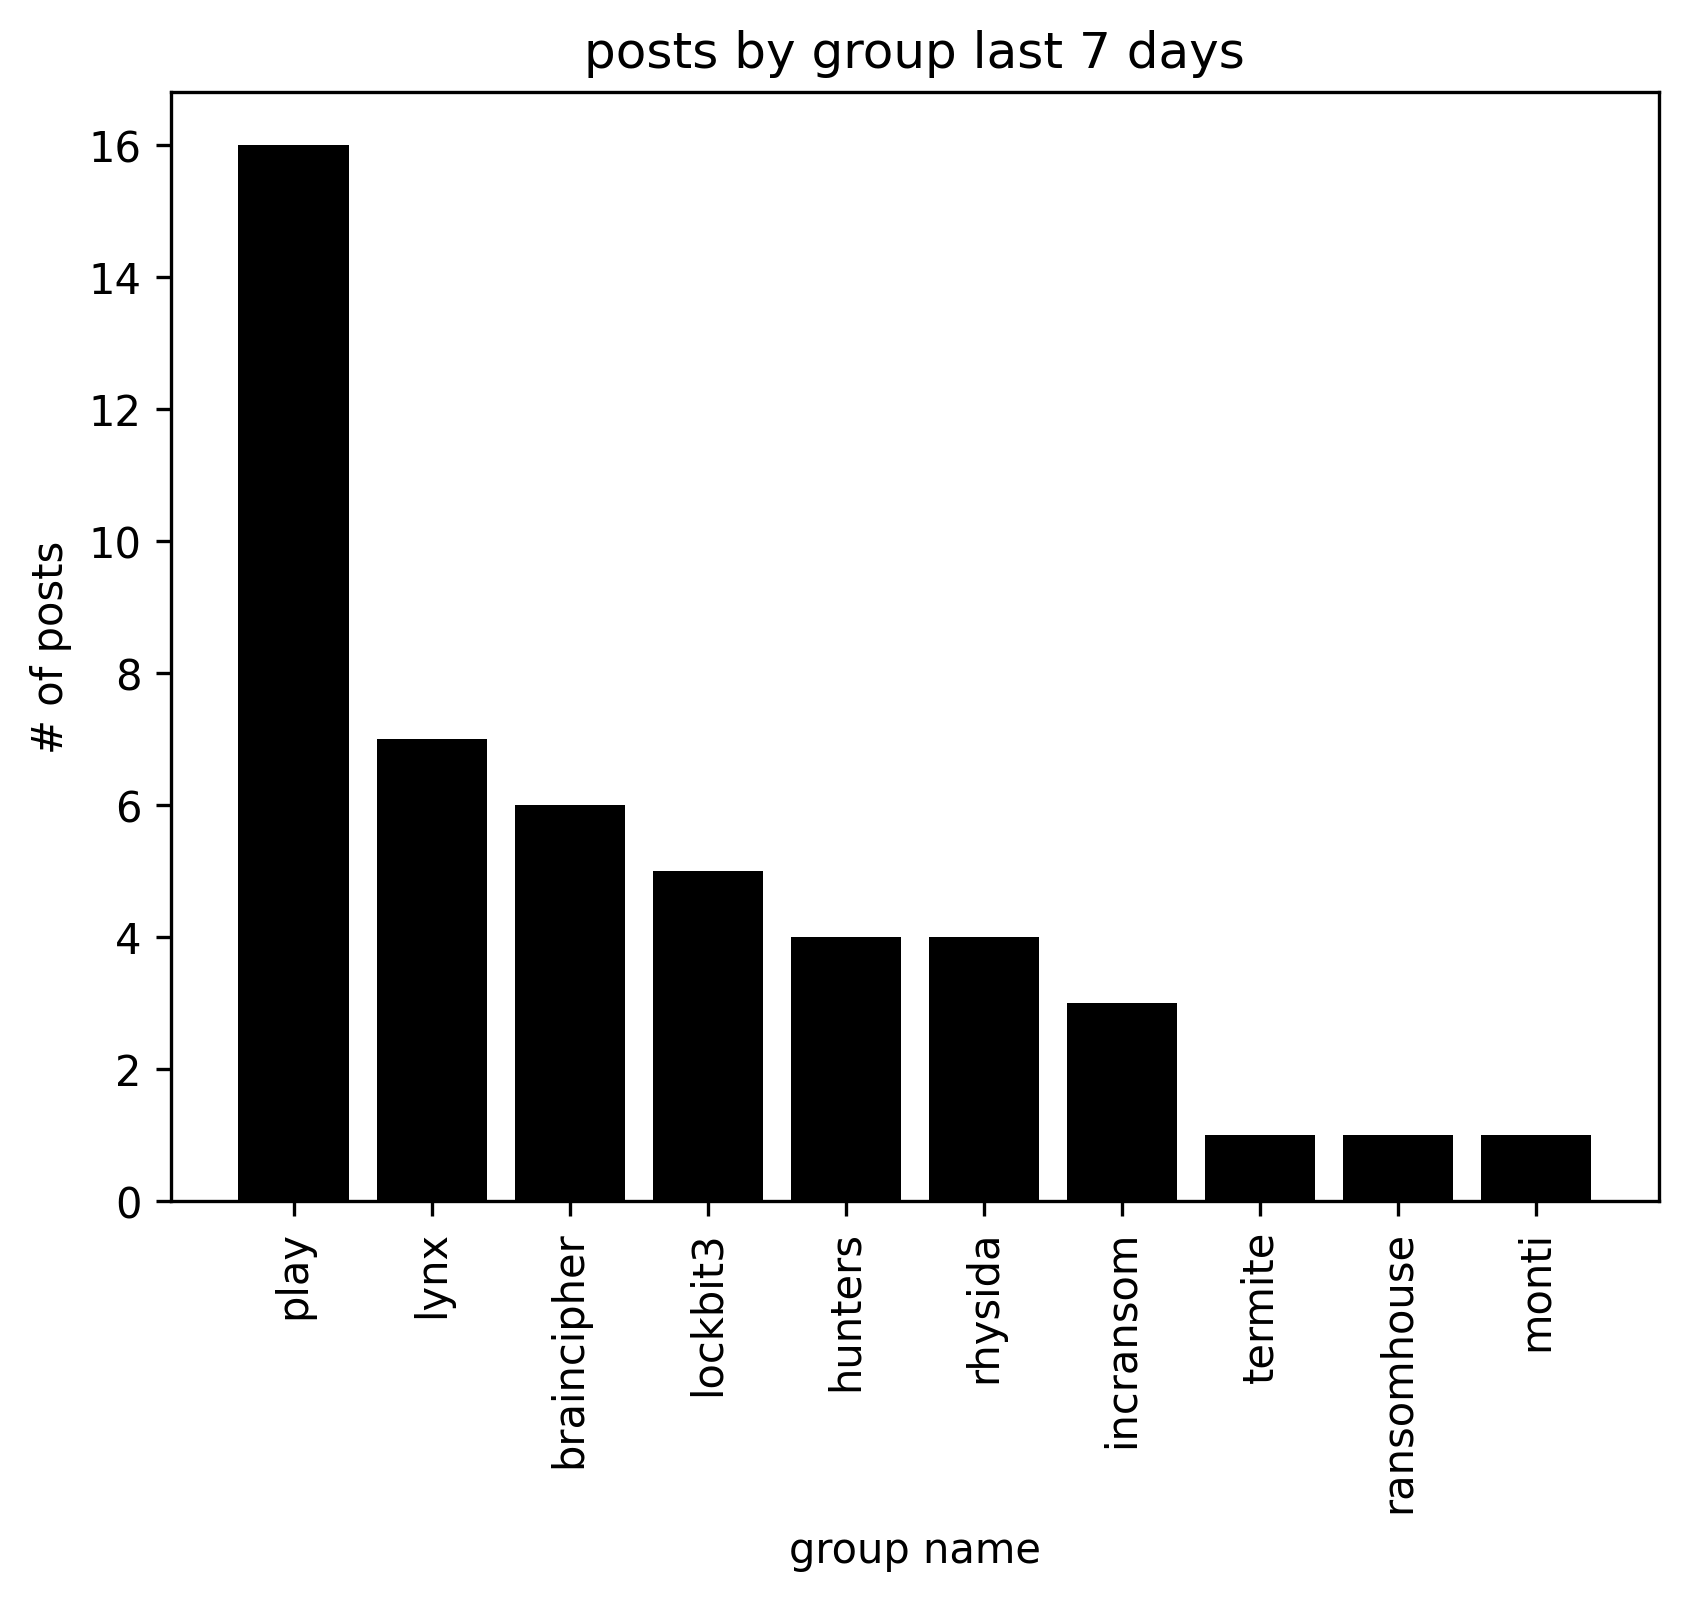 posts by group last 7 days
# of posts
16
14
12
10
8
6
4
2
0
play
lynx
braincipher
lockbit3
hunters
rhysida
incransom
termite
ransomhouse
monti
group name